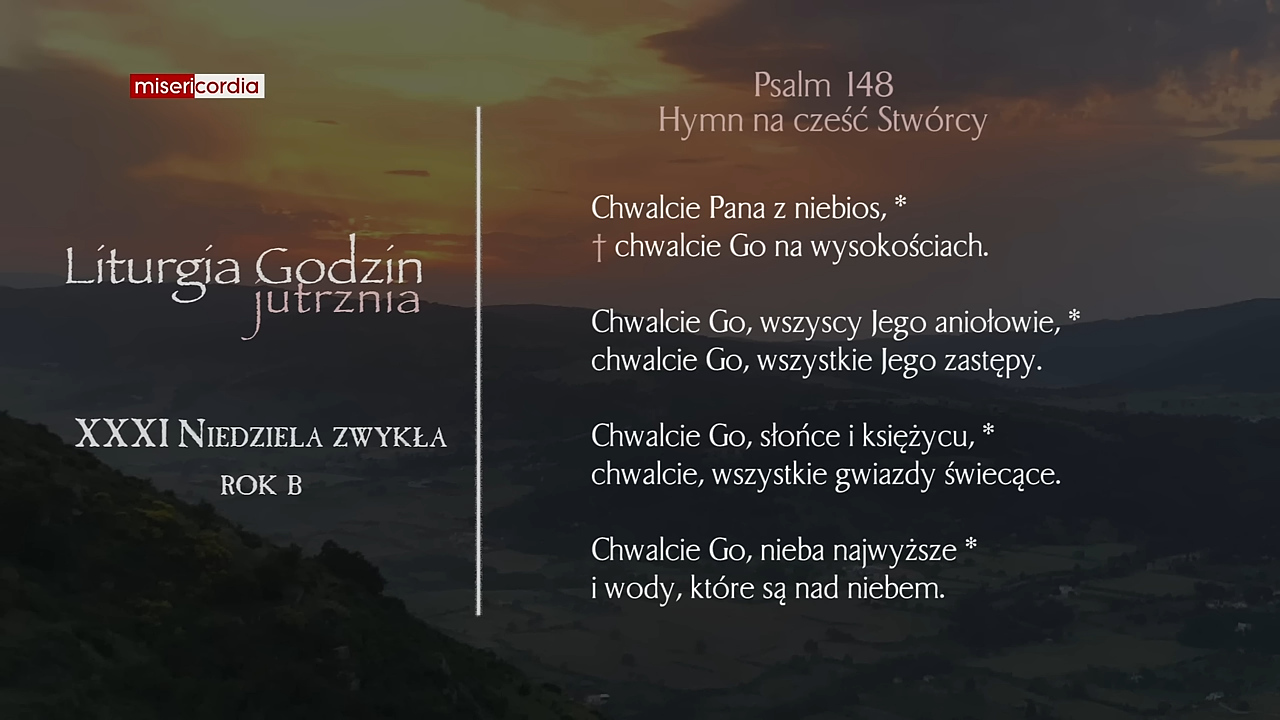 misericordia
Liturgia Godzin
jutrznia
XXXI Niedziela zwykła
rok B
Psalm 148
Hymn na cześć Stwórcy
Chwalcie Pana z niebios, *
† chwalcie Go na wysokościach.
Chwalcie Go, wszyscy Jego aniołowie, *
chwalcie Go, wszystkie Jego zastępy.
Chwalcie Go, słońce i księżycu, *
chwalcie, wszystkie gwiazdy świecące.
Chwalcie Go, nieba najwyższe *
i wody, które są nad niebem.